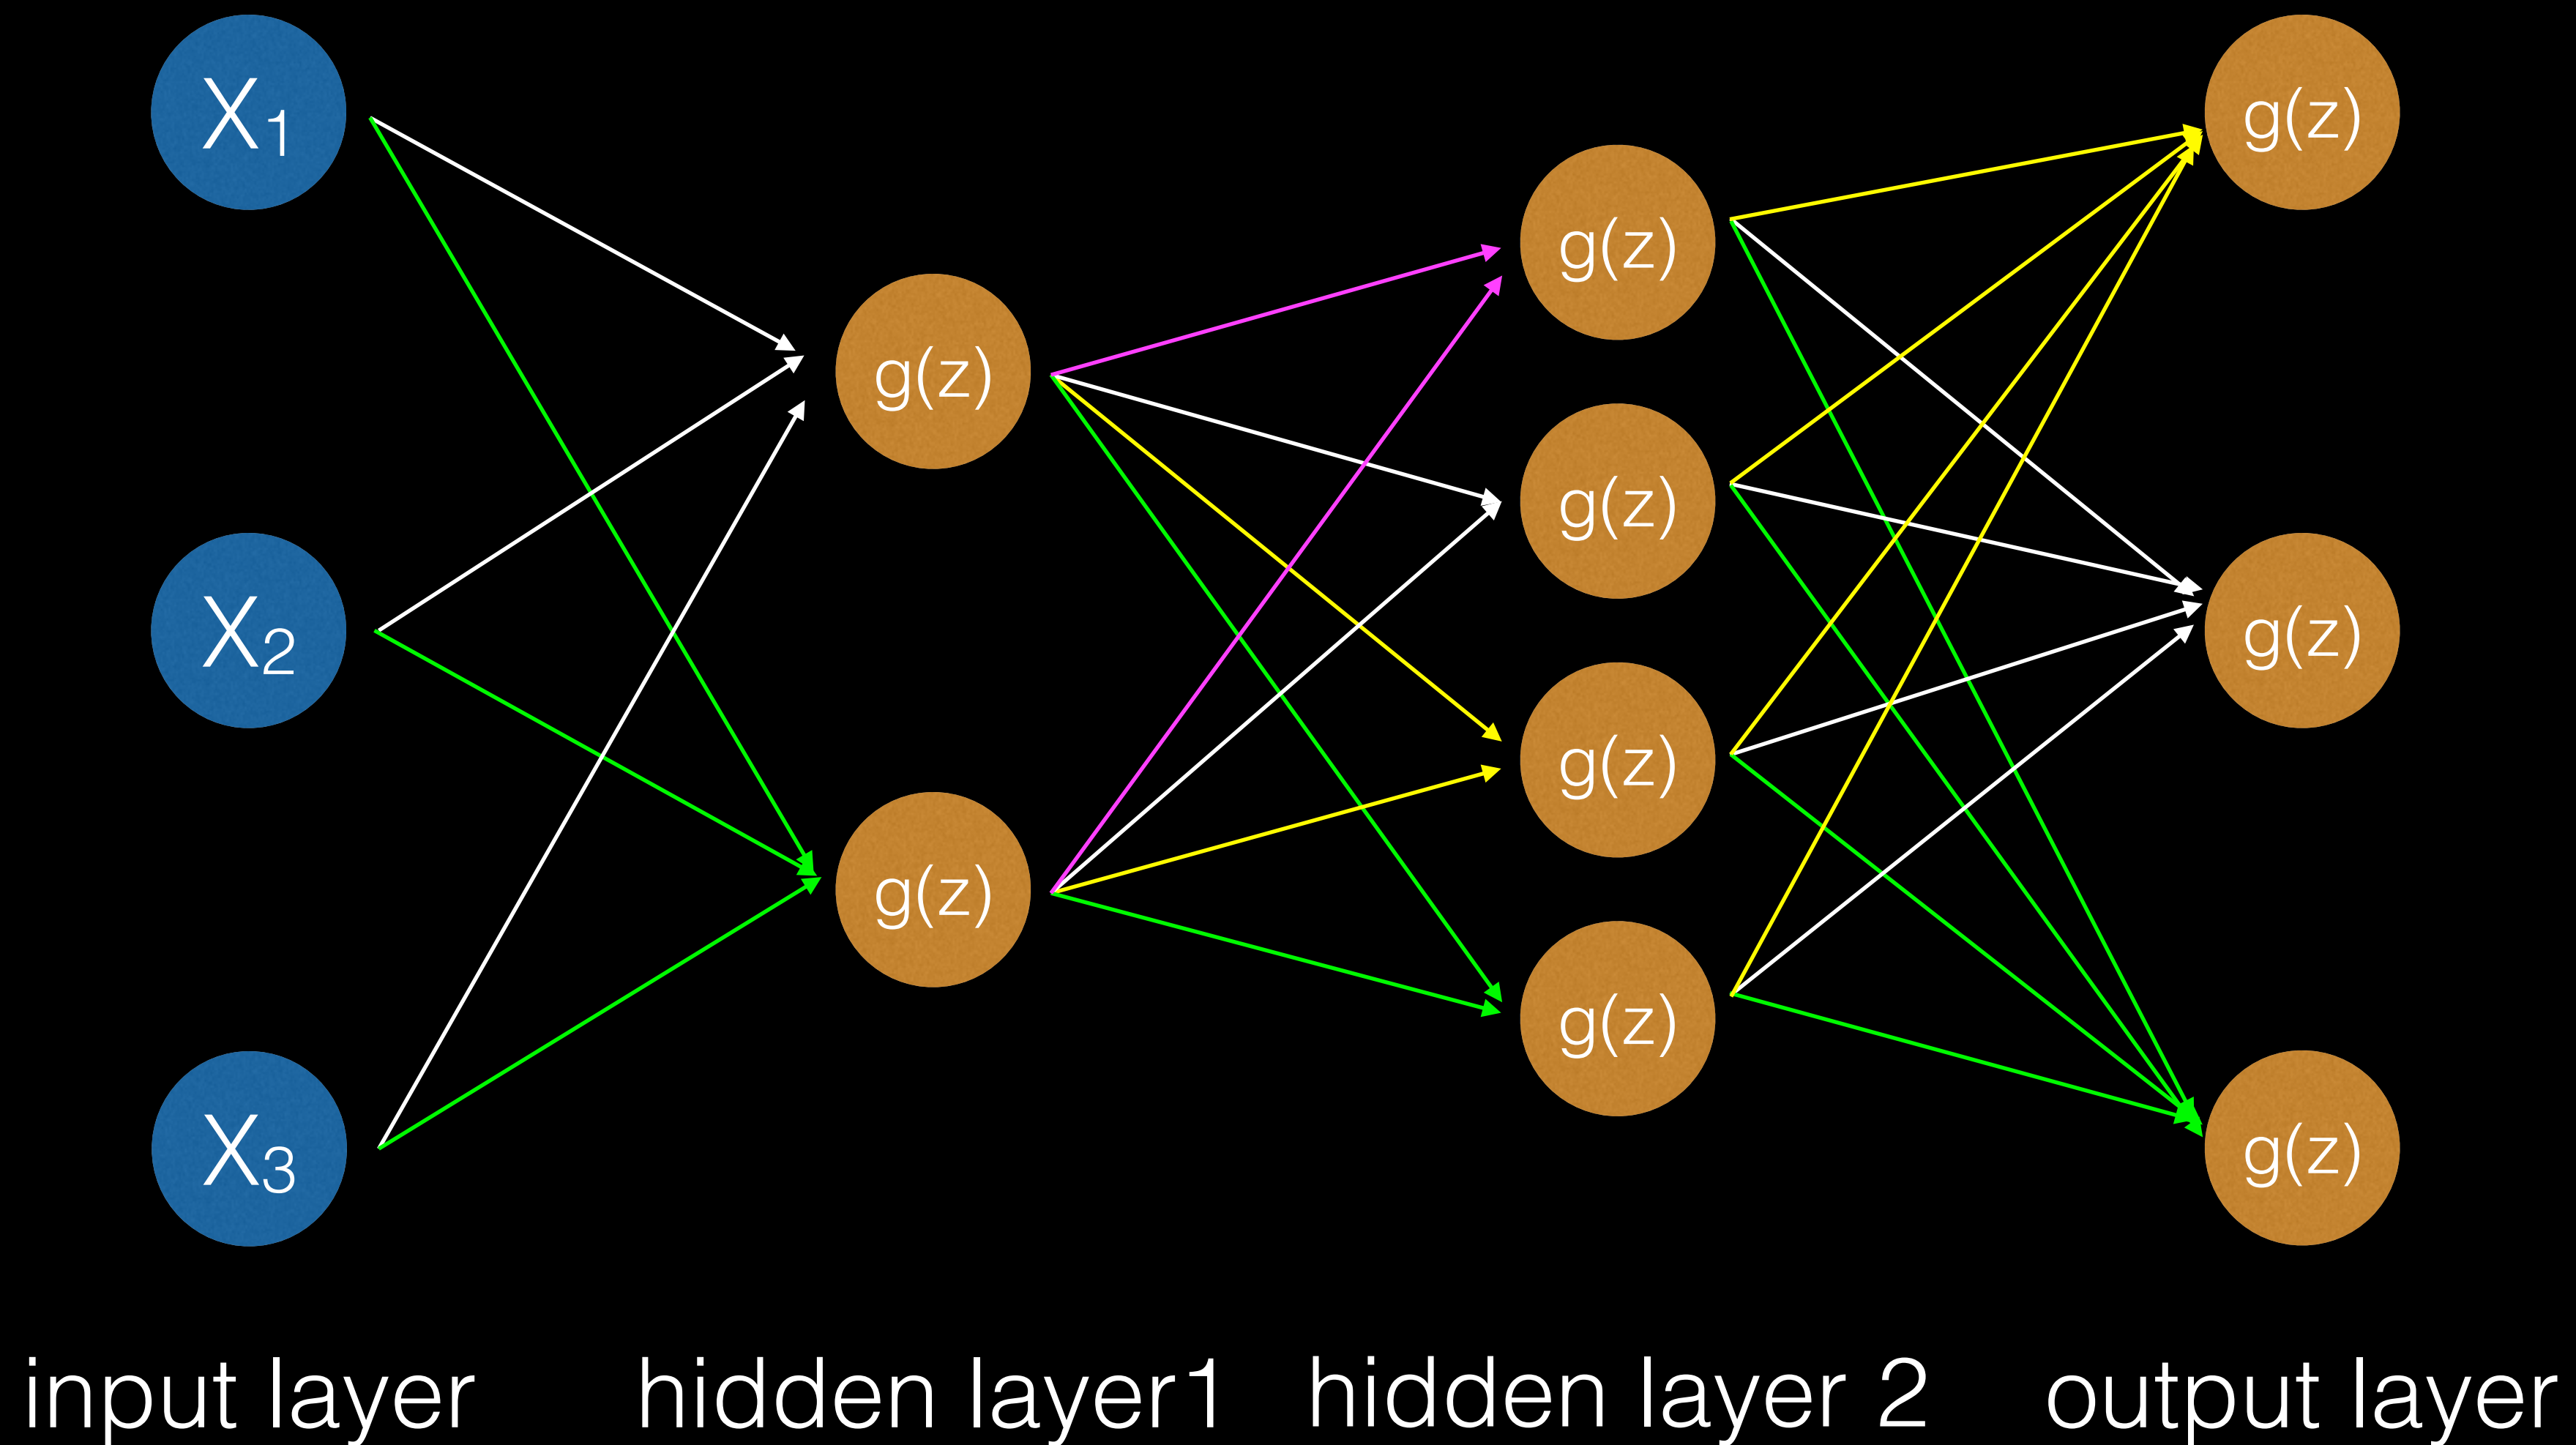 X₁
X₂
X₃
g(z)
g(z)
g(z)
g(z)
g(z)
g(z)
g(z)
g(z)
g(z)
input layer
hidden layer1
hidden layer 2
output layer